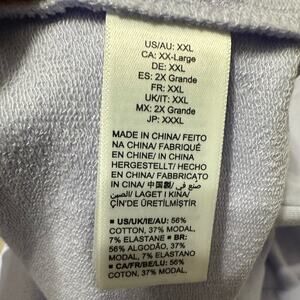 US/AU: XXL
CA: XX-Large
DE: XXL
ES: 2X Grande
FR: XXL
UK/IT: XXL
MX: 2X Grande
JP: XXXL
MADE IN CHINA/ FEITO
NA CHINA/ FABRIQUÉ
EN CHINE/ IN CHINA
HERGESTELLT/ HECHO
EN CHINA/ FABBRICATO
IN CINA/ 中国製/ صنع في
الصين/ LAGET I KINA/
ÇİN'DE ÜRETİLMİŞTİR
■ US/UK/IE/AU: 56%
COTTON, 37% MODAL,
7% ELASTANE ■ BR:
56% ALGODÃO, 37%
MODAL, 7% ELASTANO
■ CA/FR/BE/LU: 56%
COTON, 37% MODAL,